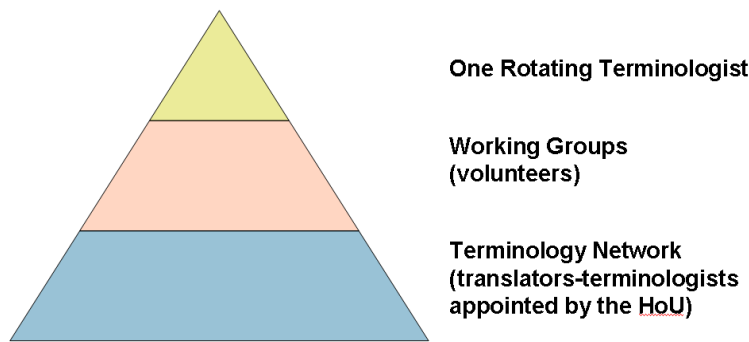 One Rotating Terminologist
Working Groups
(volunteers)
Terminology Network
(translators-terminologists
appointed by the HoU)